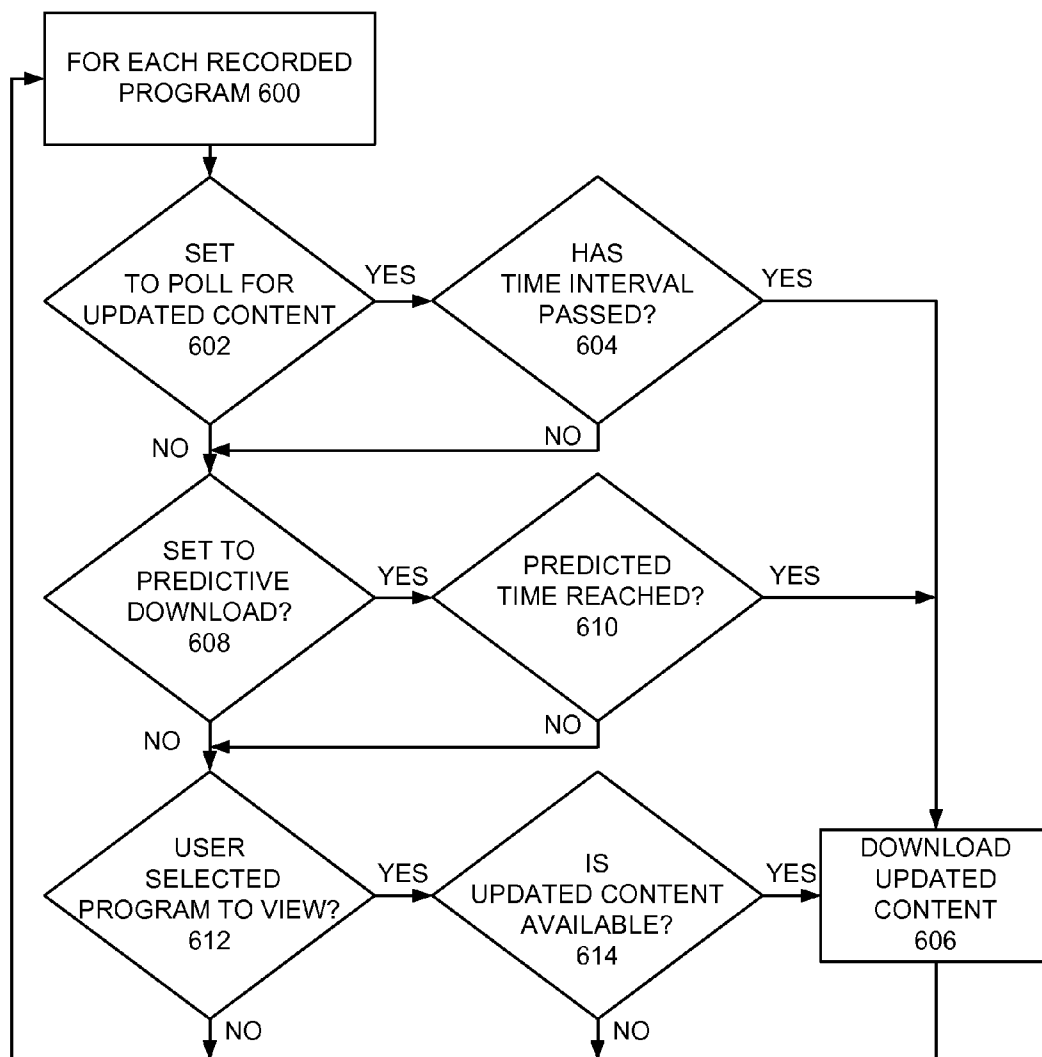 FOR EACH RECORDED
PROGRAM 600
SET
TO POLL FOR
UPDATED CONTENT
602
YES
HAS
TIME INTERVAL
PASSED?
604
YES
NO
NO
SET TO
PREDICTIVE
DOWNLOAD?
608
YES
PREDICTED
TIME REACHED?
610
YES
NO
NO
USER
SELECTED
PROGRAM TO VIEW?
612
YES
IS
UPDATED CONTENT
AVAILABLE?
614
YES
DOWNLOAD
UPDATED
CONTENT
606
NO
NO